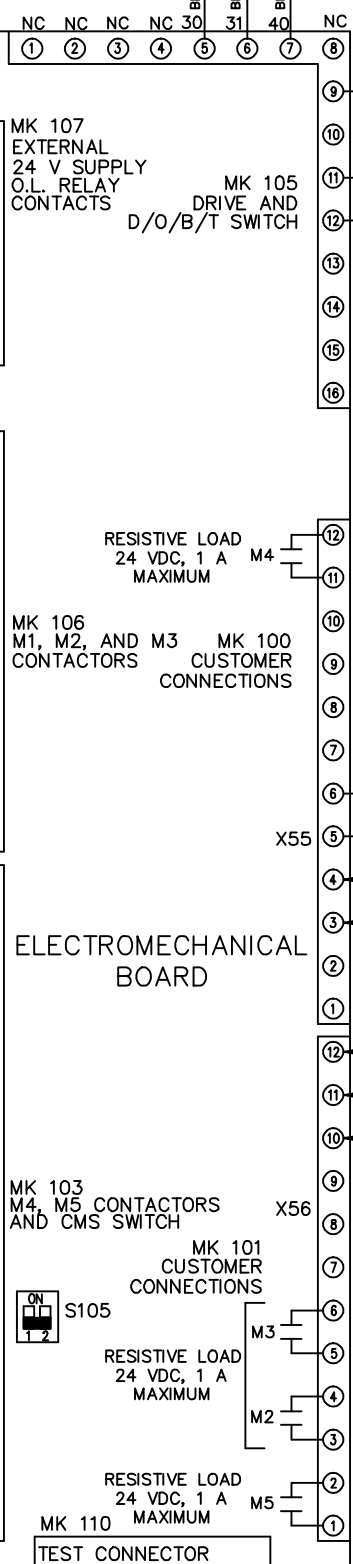 NC NC NC NC 30 31 40 NC
1 2 3 4 5 6 7 8
9
10
11
12
13
14
15
16
MK 107
EXTERNAL
24 V SUPPLY
O.L. RELAY
CONTACTS
MK 105
DRIVE AND
D/O/B/T SWITCH
12
11
10
9
8
7
6
5
4
3
2
1
RESISTIVE LOAD
24 VDC, 1 A
MAXIMUM
M4
MK 106
M1, M2, AND M3
CONTACTORS
MK 100
CUSTOMER
CONNECTIONS
X55
ELECTROMECHANICAL
BOARD
12
11
10
9
8
7
6
5
4
3
2
1
MK 103
M4, M5 CONTACTORS
AND CMS SWITCH
X56
MK 101
CUSTOMER
CONNECTIONS
ON
1 2
S105
M3
RESISTIVE LOAD
24 VDC, 1 A
MAXIMUM
M2
RESISTIVE LOAD
24 VDC, 1 A
MAXIMUM
M5
MK 110
TEST CONNECTOR